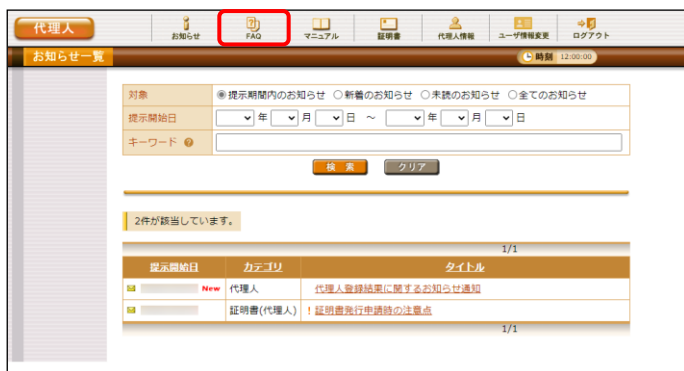 代理人
お知らせ FAQ マニュアル 証明書 代理人情報 ユーザ情報変更 ログアウト
お知らせ一覧 時刻 12:00:00
対象 提示期間内のお知らせ 新着のお知らせ 未読のお知らせ 全てのお知らせ
提示開始日 年 月 日 ～ 年 月 日
キーワード ?
検 索 クリア
2件が該当しています。
1/1
提示開始日 カテゴリ タイトル
New 代理人 代理人登録結果に関するお知らせ通知
証明書(代理人) ! 証明書発行申請時の注意点
1/1